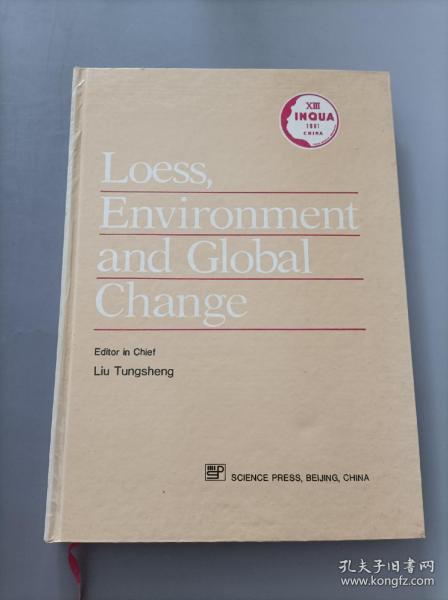 XIII
INQUA
1991
CHINA
Loess,
Environment
and Global
Change
Editor in Chief
Liu Tungsheng
SCIENCE PRESS, BEIJING, CHINA
孔夫子旧书网
www.kongfz.com